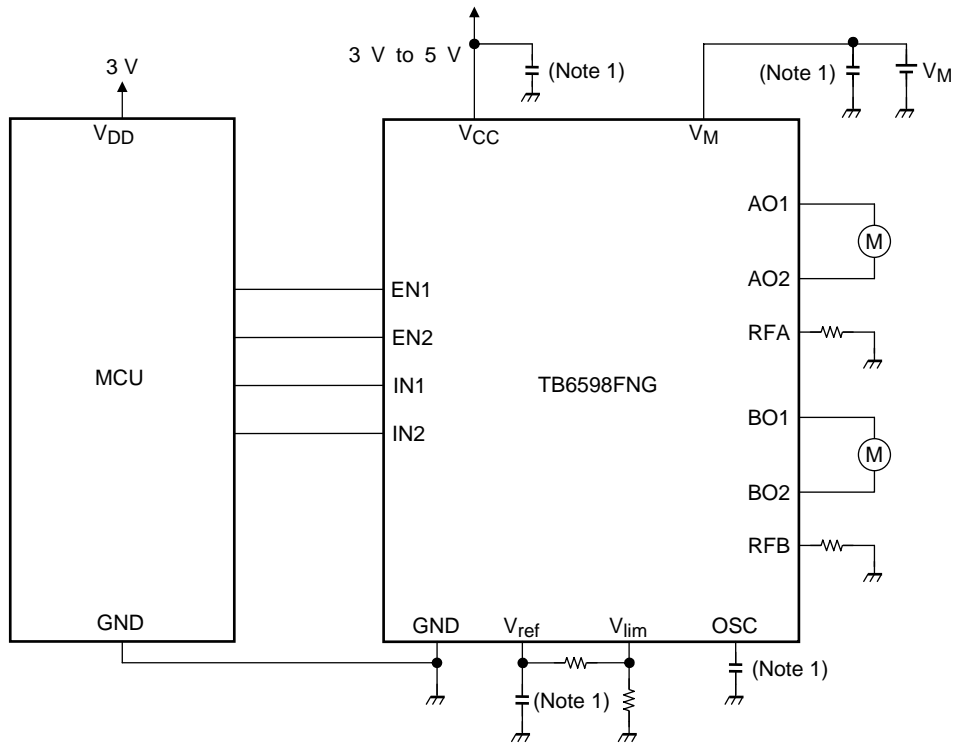 3 V to 5 V
(Note 1)
(Note 1)
VM
3 V
VDD
VCC
VM
AO1
M
AO2
EN1
EN2
RFA
MCU
IN1
TB6598FNG
IN2
BO1
M
BO2
RFB
GND
GND
Vref
Vlim
OSC
(Note 1)
(Note 1)